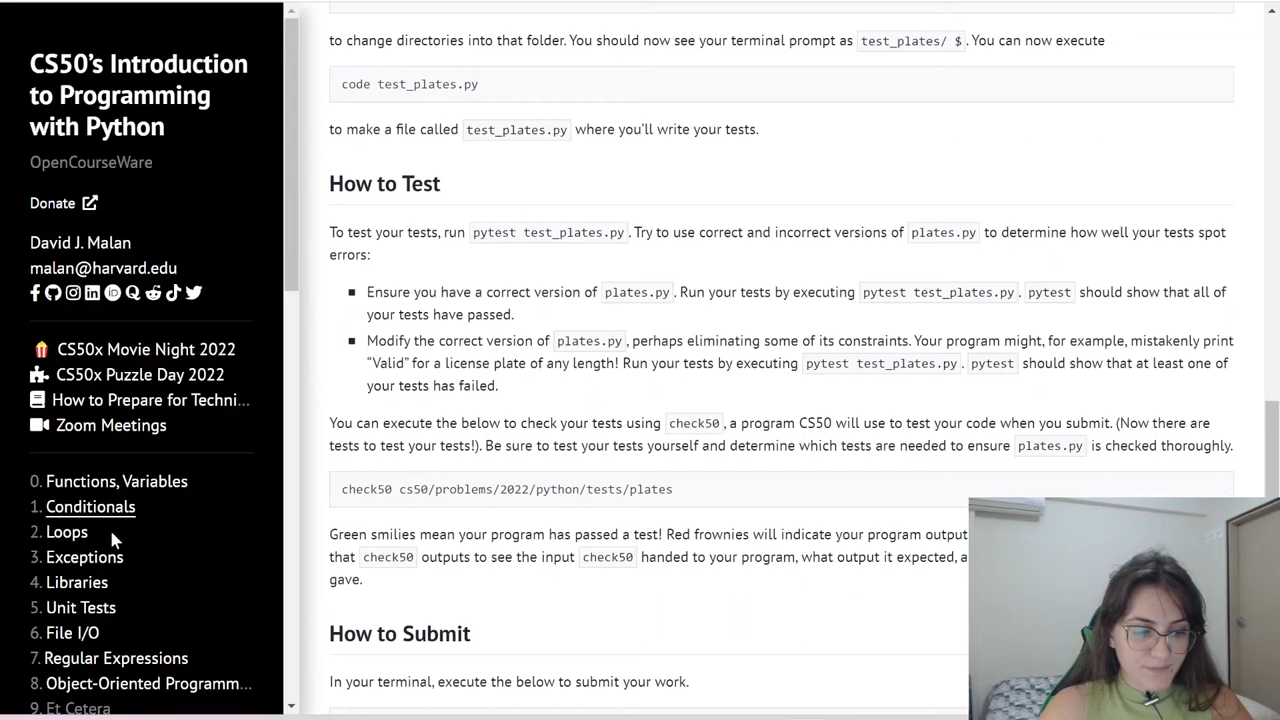 CS50's Introduction
to Programming
with Python
OpenCourseWare
Donate
David J. Malan
malan@harvard.edu
CS50x Movie Night 2022
CS50x Puzzle Day 2022
How to Prepare for Techni...
Zoom Meetings
0. Functions, Variables
1. Conditionals
2. Loops
3. Exceptions
4. Libraries
5. Unit Tests
6. File I/O
7. Regular Expressions
8. Object-Oriented Programm...
9. Et Cetera
to change directories into that folder. You should now see your terminal prompt as test_plates/ $. You can now execute
code test_plates.py
to make a file called test_plates.py where you’ll write your tests.
How to Test
To test your tests, run pytest test_plates.py. Try to use correct and incorrect versions of plates.py to determine how well your tests spot
errors:
Ensure you have a correct version of plates.py. Run your tests by executing pytest test_plates.py. pytest should show that all of
your tests have passed.
Modify the correct version of plates.py, perhaps eliminating some of its constraints. Your program might, for example, mistakenly print
“Valid” for a license plate of any length! Run your tests by executing pytest test_plates.py. pytest should show that at least one of
your tests has failed.
You can execute the below to check your tests using check50, a program CS50 will use to test your code when you submit. (Now there are
tests to test your tests!). Be sure to test your tests yourself and determine which tests are needed to ensure plates.py is checked thoroughly.
check50 cs50/problems/2022/python/tests/plates
Green smilies mean your program has passed a test! Red frownies will indicate your program output
that check50 outputs to see the input check50 handed to your program, what output it expected, a
gave.
How to Submit
In your terminal, execute the below to submit your work.